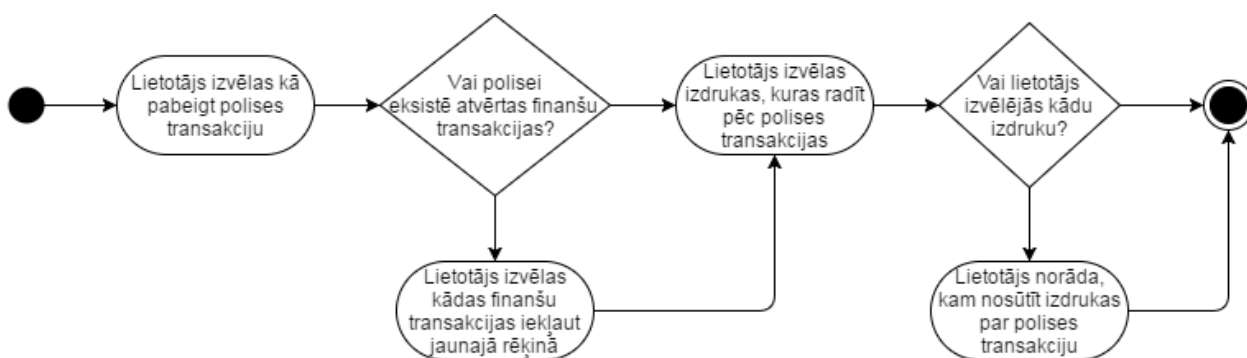 Lietotājs izvēlas kā
pabeigt polises
transakciju
Vai polisei
eksistē atvērtas finanšu
transakcijas?
Lietotājs izvēlas
izdrukas, kuras radīt
pēc polises
transakcijas
Vai lietotājs
izvēlējās kādu
izdruku?
Lietotājs izvēlas
kādas finanšu
transakcijas iekļaut
jaunajā rēķinā
Lietotājs norāda,
kam nosūtīt izdrukas
par polises
transakciju